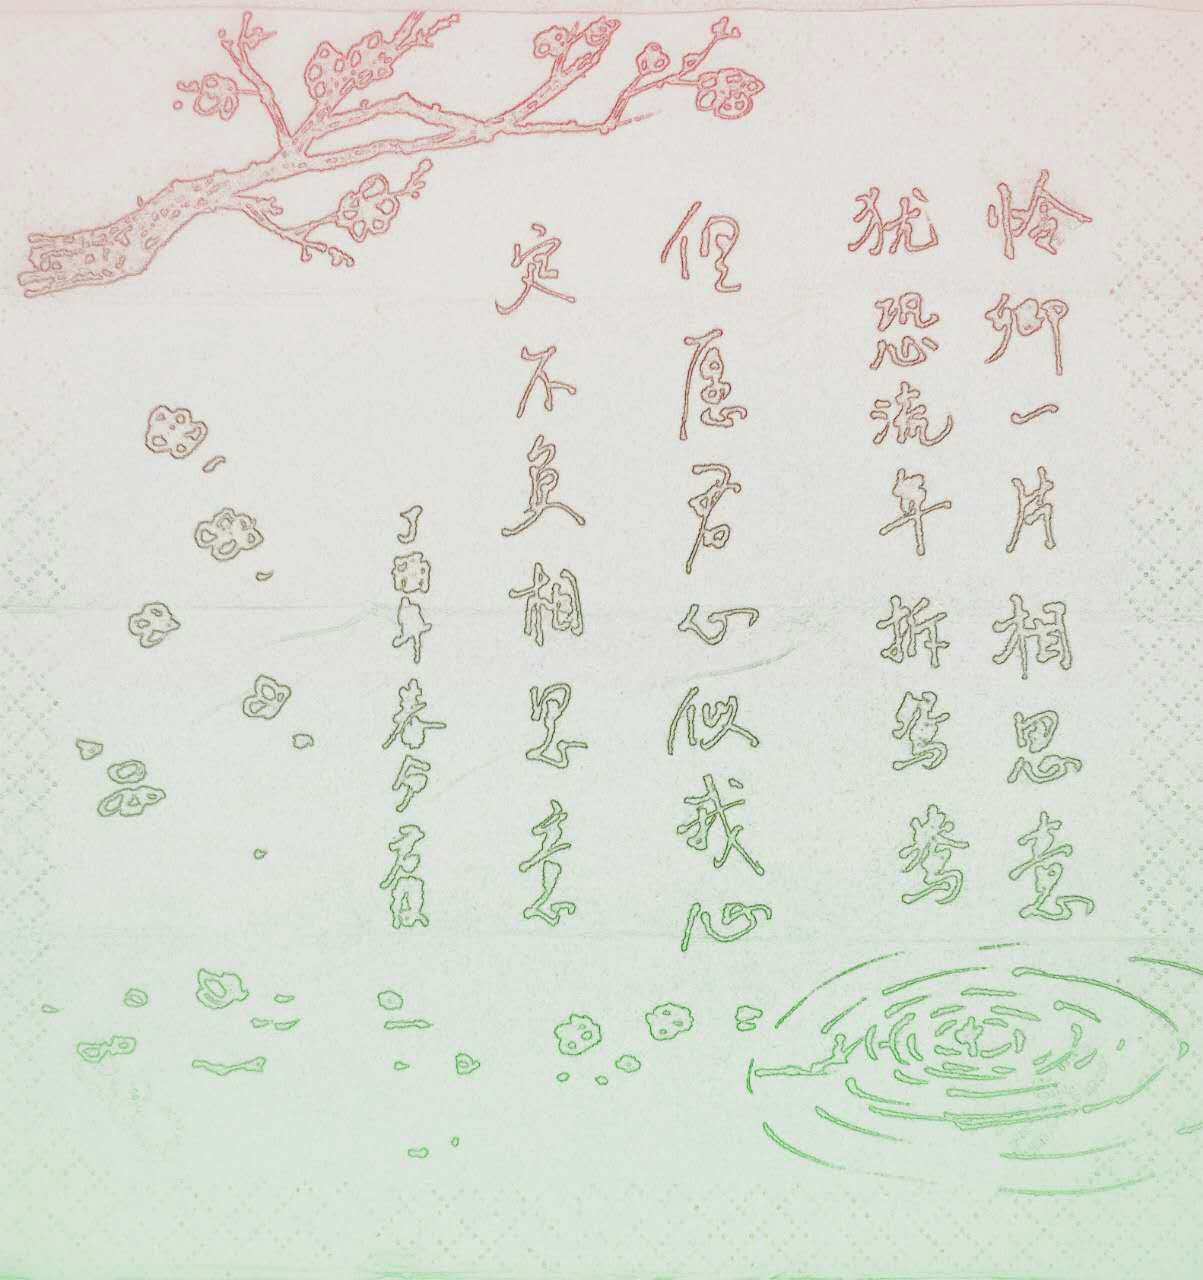 怜卿一片相思意
犹恐流年拆鸳鸯
但愿君心似我心
定不负相思意
丁酉年春夕